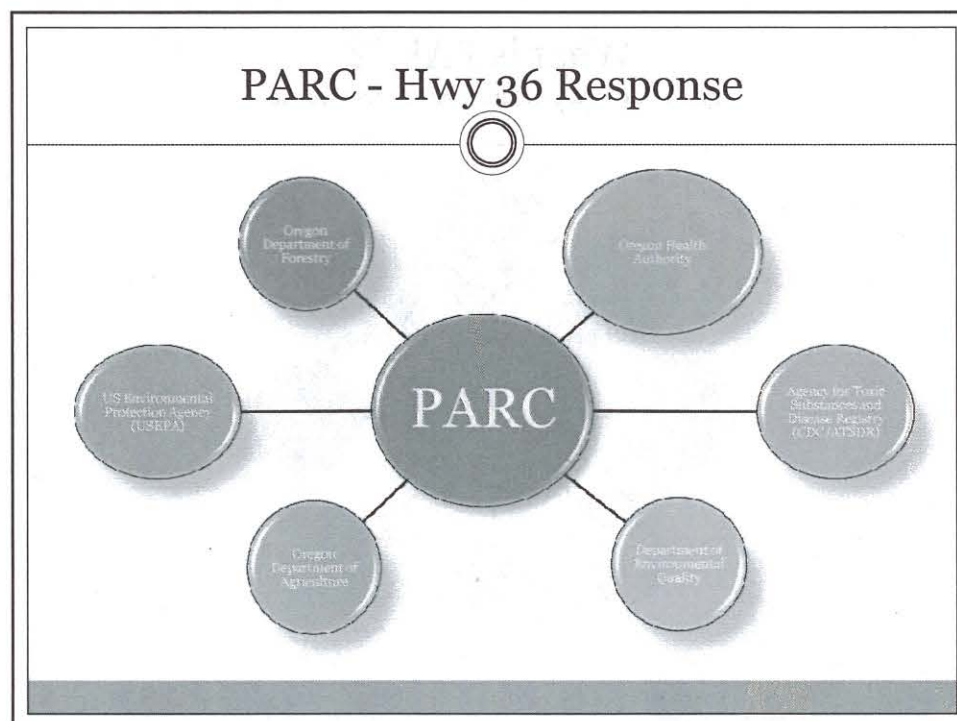 PARC - Hwy 36 Response
Oregon
Department of
Forestry
Oregon Health
Authority
US Environmental
Protection Agency
(USEPA)
PARC
Agency for Toxic
Substances and
Disease Registry
(CDC/ATSDR)
Oregon
Department of
Agriculture
Department of
Environmental
Quality